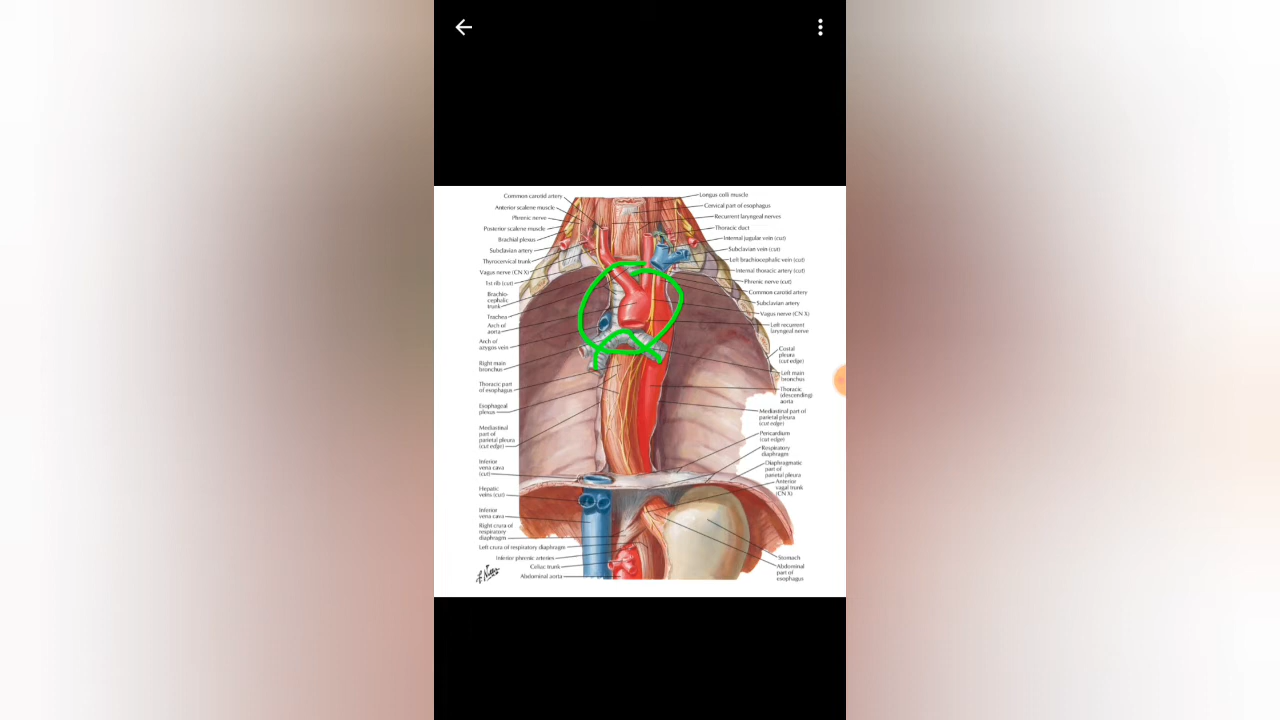 Common carotid artery
Anterior scalene muscle
Phrenic nerve
Posterior scalene muscle
Brachial plexus
Subclavian artery
Thyrocervical trunk
Vagus nerve (CN X)
1st rib (cut)
Brachio-
cephalic
trunk
Trachea
Arch of
aorta
Arch of
azygos vein
Right main
bronchus
Thoracic part
of esophagus
Esophageal
plexus
Mediastinal
part of
parietal pleura
(cut edge)
Inferior
vena cava
(cut)
Hepatic
veins (cut)
Inferior
vena cava
Right crura of
respiratory
diaphragm
Left crura of respiratory diaphragm
Inferior phrenic arteries
Celiac trunk
Abdominal aorta
Longus colli muscle
Cervical part of esophagus
Recurrent laryngeal nerves
Thoracic duct
Internal jugular vein (cut)
Subclavian vein (cut)
Left brachiocephalic vein (cut)
Internal thoracic artery (cut)
Phrenic nerve (cut)
Common carotid artery
Subclavian artery
Vagus nerve (CN X)
Left recurrent
laryngeal nerve
Costal
pleura
(cut edge)
Left main
bronchus
Thoracic
(descending)
aorta
Mediastinal part of
parietal pleura
(cut edge)
Pericardium
(cut edge)
Respiratory
diaphragm
Diaphragmatic
part of
parietal pleura
Anterior
vagal trunk
(CN X)
Stomach
Abdominal
part of
esophagus